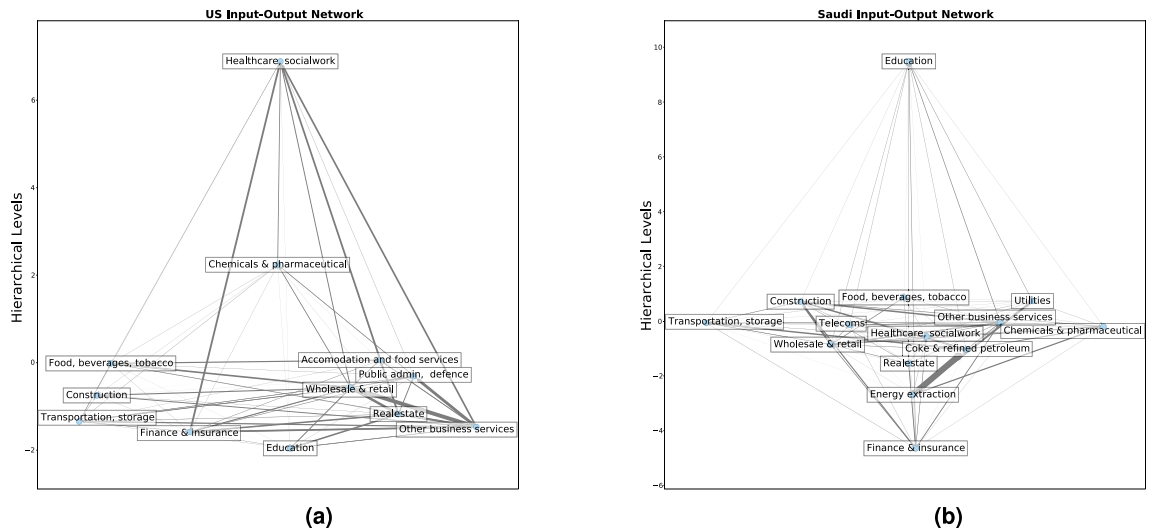 US Input-Output Network
Hierarchical Levels
6
4
2
0
−2
Healthcare, socialwork
Chemicals & pharmaceutical
Food, beverages, tobacco
Accomodation and food services
Public admin, defence
Wholesale & retail
Construction
Transportation, storage
Realestate
Finance & insurance
Other business services
Education
(a)
Saudi Input-Output Network
Hierarchical Levels
10
8
6
4
2
0
−2
−4
−6
Education
Food, beverages, tobacco
Construction
Utilities
Other business services
Transportation, storage
Telecoms
Chemicals & pharmaceutical
Healthcare, socialwork
Wholesale & retail
Coke & refined petroleum
Realestate
Energy extraction
Finance & insurance
(b)